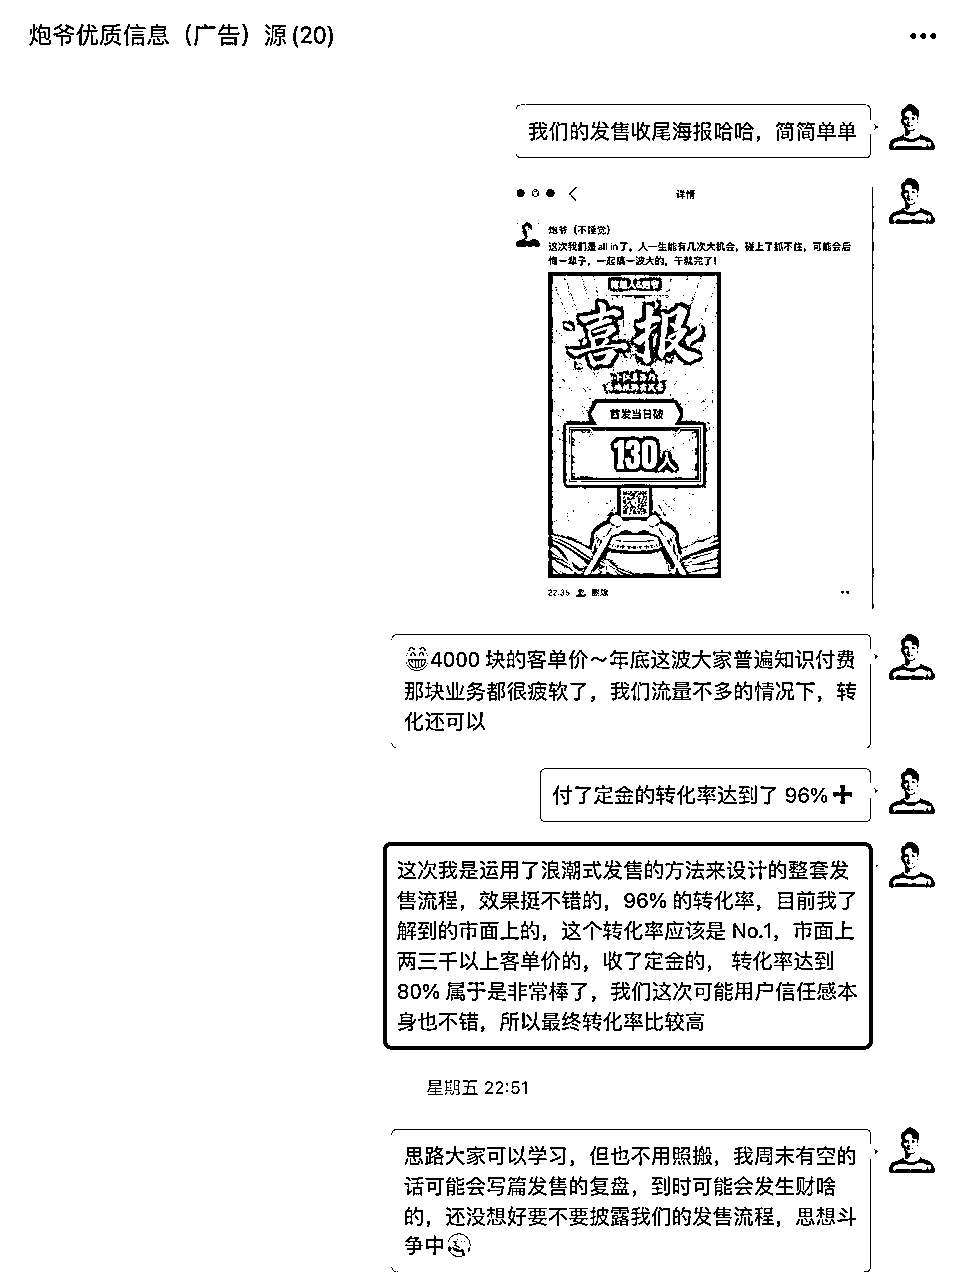 炮爷优质信息（广告）源 (20)
我们的发售收尾海报哈哈，简简单单
详情
炮爷（不睡觉）
这次我们是all in了。人一生能有几次大机会，碰上了抓不住，可能会后
悔一辈子，一起搞一波大的，干就完了！
喜报
首发当日破
130人
22:35
😁4000 块的客单价～年底这波大家普遍知识付费
那块业务都很疲软了，我们流量不多的情况下，转
化还可以
付了定金的转化率达到了 96%➕
这次我是运用了浪潮式发售的方法来设计的整套发
售流程，效果挺不错的，96% 的转化率，目前我了
解到的市面上的，这个转化率应该是 No.1，市面上
两三千以上客单价的，收了定金的， 转化率达到
80% 属于是非常棒了，我们这次可能用户信任感本
身也不错，所以最终转化率比较高
星期五 22:51
思路大家可以学习，但也不用照搬，我周末有空的
话可能会写篇发售的复盘，到时可能会发生财啥
的，还没想好要不要披露我们的发售流程，思想斗
争中